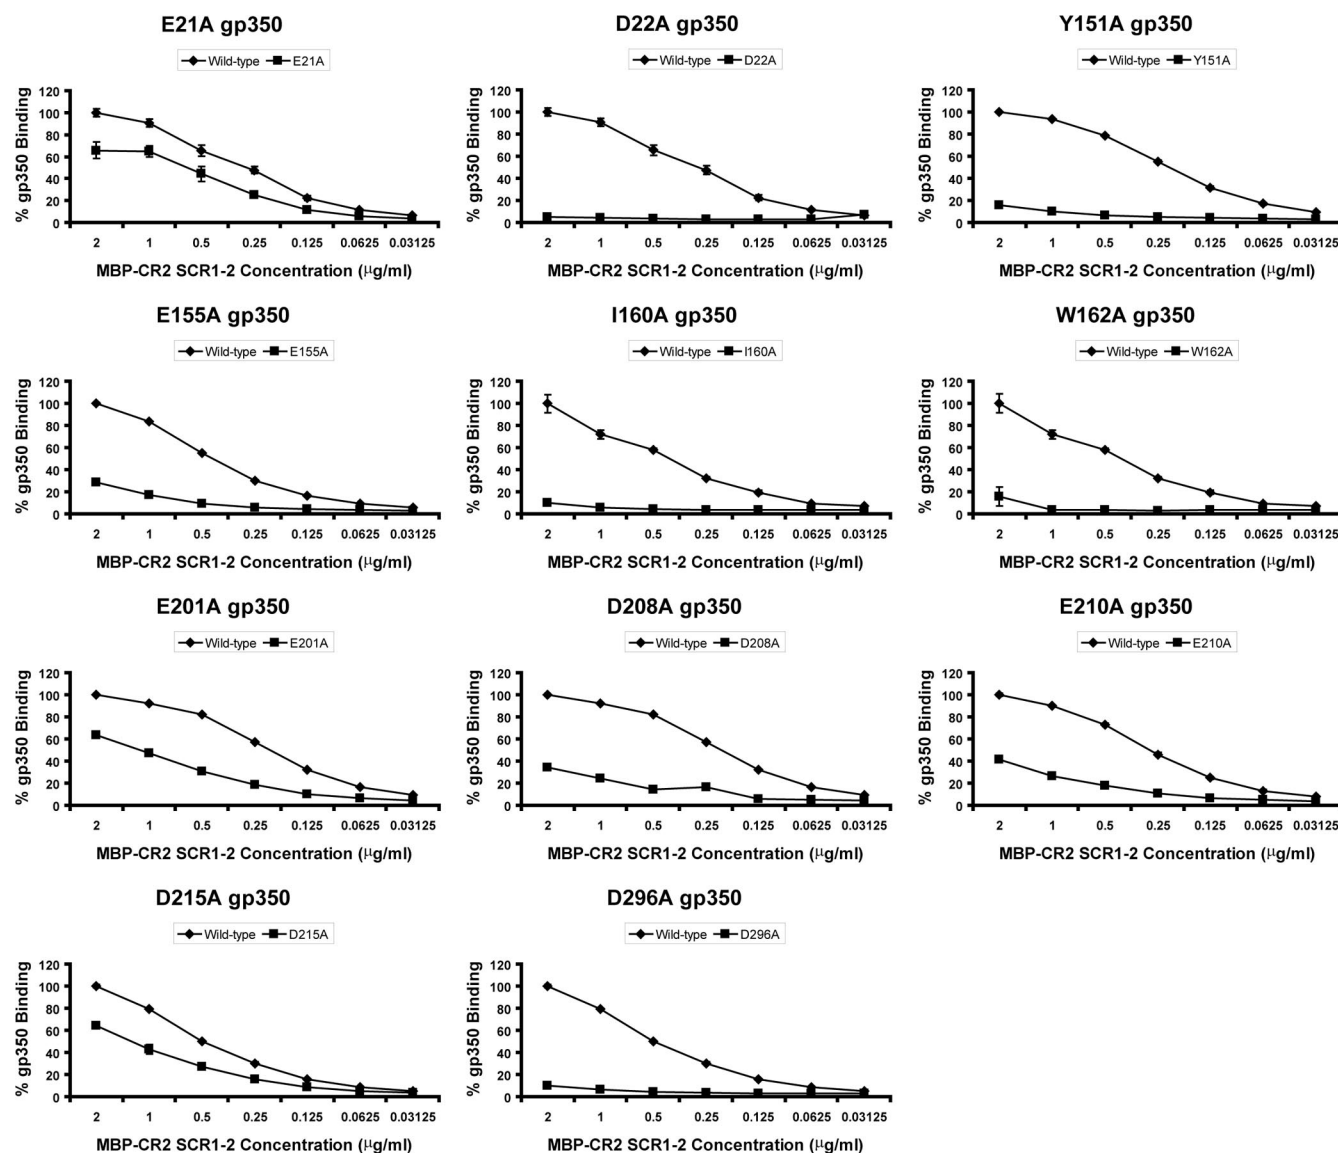 E21A gp350
Wild-type E21A
% gp350 Binding
120
100
80
60
40
20
0
2 1 0.5 0.25 0.125 0.0625 0.03125
MBP-CR2 SCR1-2 Concentration (μg/ml)
D22A gp350
Wild-type D22A
% gp350 Binding
120
100
80
60
40
20
0
2 1 0.5 0.25 0.125 0.0625 0.03125
MBP-CR2 SCR1-2 Concentration (μg/ml)
Y151A gp350
Wild-type Y151A
% gp350 Binding
120
100
80
60
40
20
0
2 1 0.5 0.25 0.125 0.0625 0.03125
MBP-CR2 SCR1-2 Concentration (μg/ml)
E155A gp350
Wild-type E155A
% gp350 Binding
120
100
80
60
40
20
0
2 1 0.5 0.25 0.125 0.0625 0.03125
MBP-CR2 SCR1-2 Concentration (μg/ml)
I160A gp350
Wild-type I160A
% gp350 Binding
120
100
80
60
40
20
0
2 1 0.5 0.25 0.125 0.0625 0.03125
MBP-CR2 SCR1-2 Concentration (μg/ml)
W162A gp350
Wild-type W162A
% gp350 Binding
120
100
80
60
40
20
0
2 1 0.5 0.25 0.125 0.0625 0.03125
MBP-CR2 SCR1-2 Concentration (μg/ml)
E201A gp350
Wild-type E201A
% gp350 Binding
120
100
80
60
40
20
0
2 1 0.5 0.25 0.125 0.0625 0.03125
MBP-CR2 SCR1-2 Concentration (μg/ml)
D208A gp350
Wild-type D208A
% gp350 Binding
120
100
80
60
40
20
0
2 1 0.5 0.25 0.125 0.0625 0.03125
MBP-CR2 SCR1-2 Concentration (μg/ml)
E210A gp350
Wild-type E210A
% gp350 Binding
120
100
80
60
40
20
0
2 1 0.5 0.25 0.125 0.0625 0.03125
MBP-CR2 SCR1-2 Concentration (μg/ml)
D215A gp350
Wild-type D215A
% gp350 Binding
120
100
80
60
40
20
0
2 1 0.5 0.25 0.125 0.0625 0.03125
MBP-CR2 SCR1-2 Concentration (μg/ml)
D296A gp350
Wild-type D296A
% gp350 Binding
120
100
80
60
40
20
0
2 1 0.5 0.25 0.125 0.0625 0.03125
MBP-CR2 SCR1-2 Concentration (μg/ml)